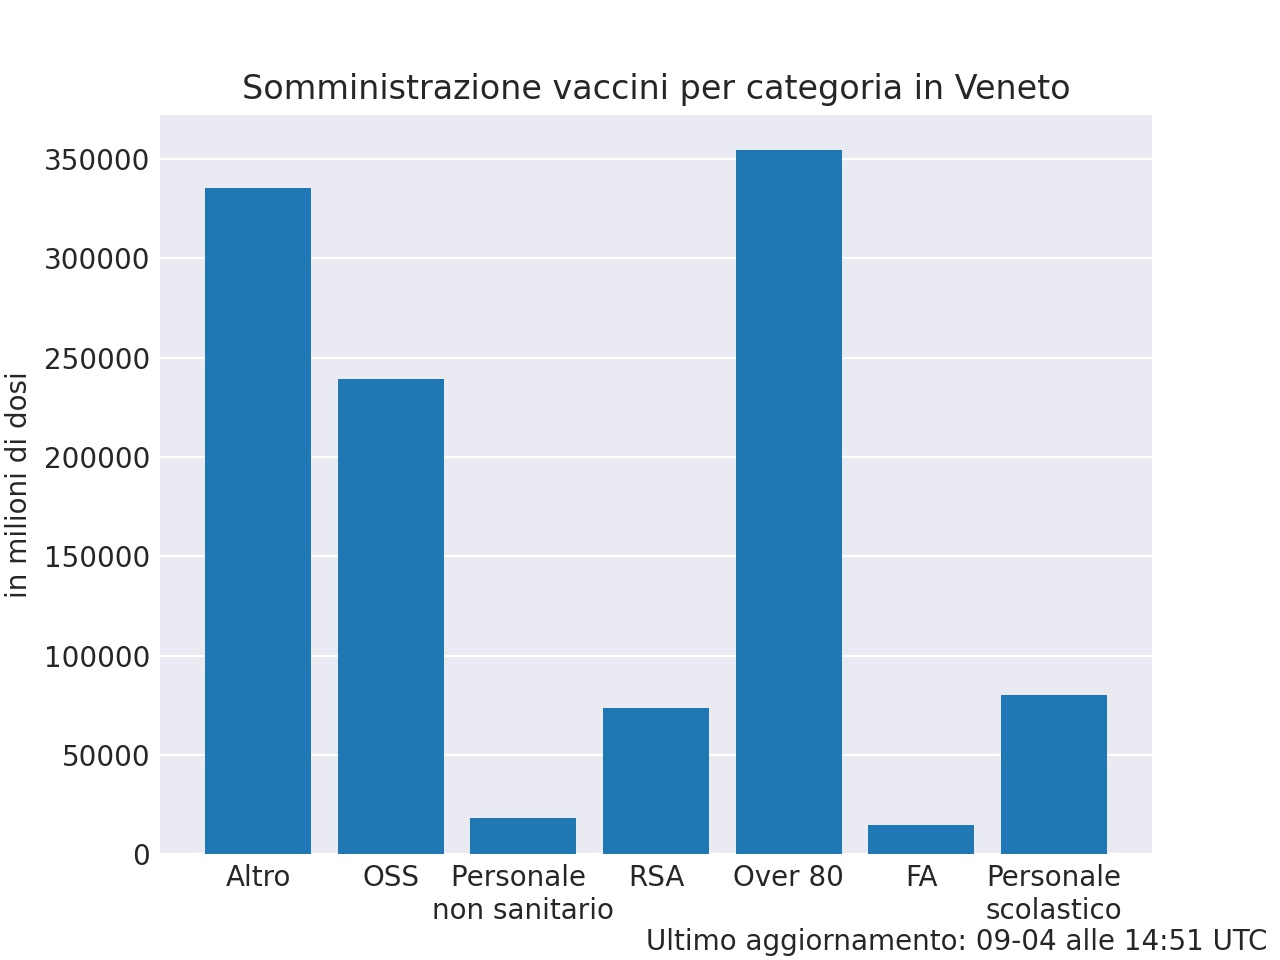 Somministrazione vaccini per categoria in Veneto
in milioni di dosi
350000
300000
250000
200000
150000
100000
50000
0
Altro
OSS
Personale
non sanitario
RSA
Over 80
FA
Personale
scolastico
Ultimo aggiornamento: 09-04 alle 14:51 UTC